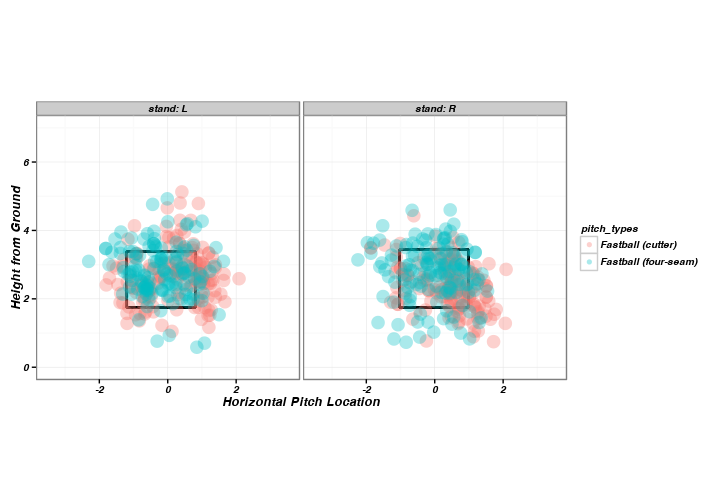 stand: L
stand: R
6
4
2
0
-2
0
2
-2
0
2
Height from Ground
Horizontal Pitch Location
pitch_types
Fastball (cutter)
Fastball (four-seam)